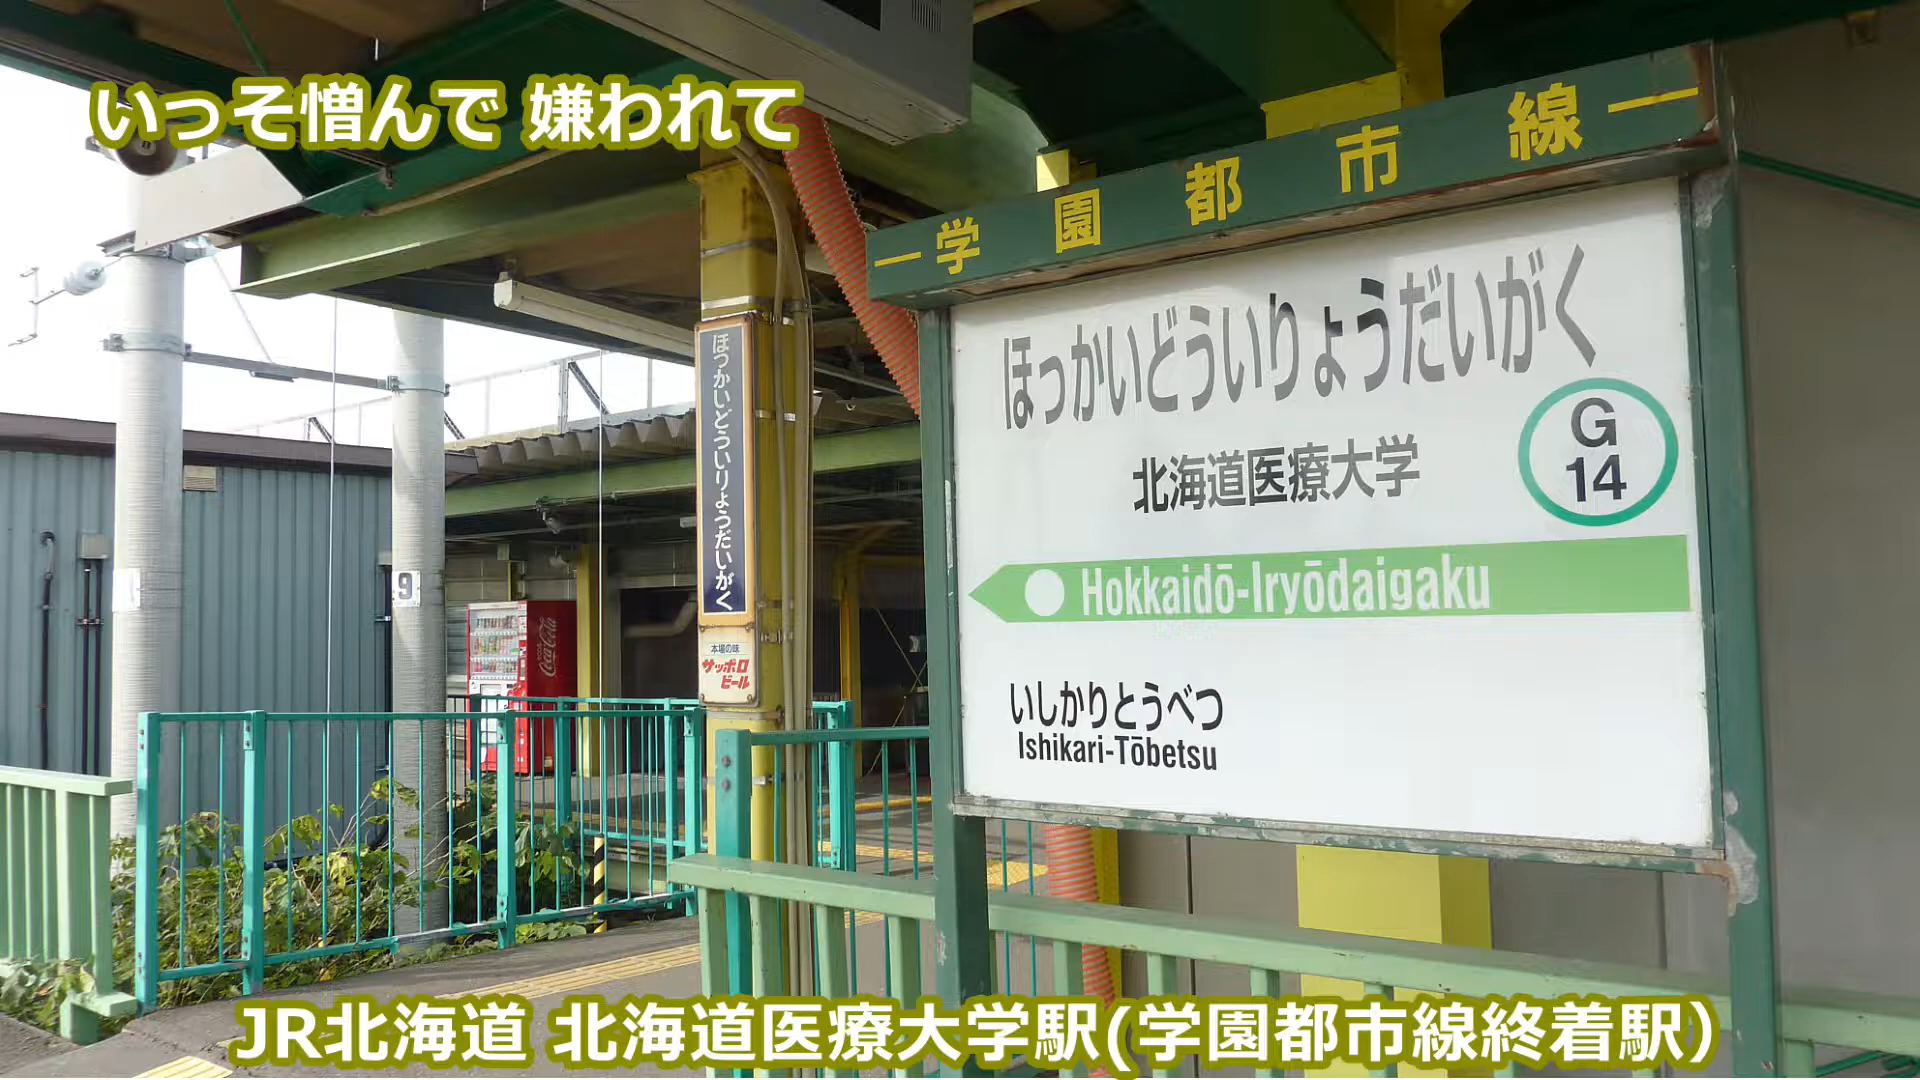 いっそ憎んで 嫌われて
ー学園都市線ー
ほっかいどういりょうだいがく
北海道医療大学
G
14
Hokkaidō-Iryōdaigaku
いしかりとうべつ
Ishikari-Tōbetsu
ほっかいどういりょうだいがく
本場の味
サッポロ
ビール
9
Coca-Cola
JR北海道 北海道医療大学駅(学園都市線終着駅)